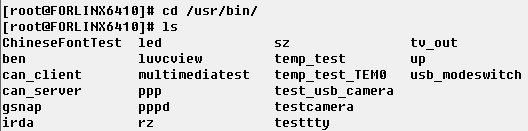 [root@FORLINX6410]# cd /usr/bin/
[root@FORLINX6410]# ls
ChineseFontTest led sz tv_out
ben luvcview temp_test up
can_client multimediatest temp_test_TEM0 usb_modeswitch
can_server ppp test_usb_camera
gsnap pppd testcamera
irda rz testtty